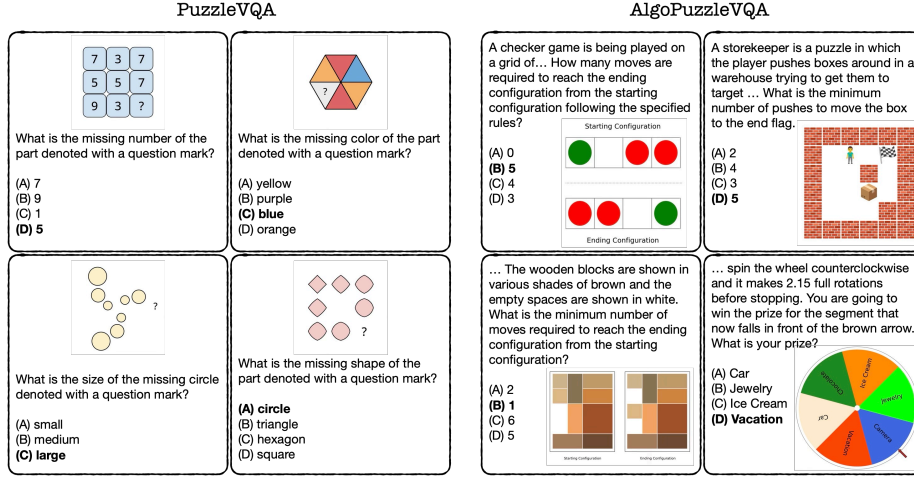 PuzzleVQA
7 3 7
5 5 7
9 3 ?
What is the missing number of the
part denoted with a question mark?
(A) 7
(B) 9
(C) 1
(D) 5
?
What is the missing color of the part
denoted with a question mark?
(A) yellow
(B) purple
(C) blue
(D) orange
?
What is the size of the missing circle
denoted with a question mark?
(A) small
(B) medium
(C) large
?
What is the missing shape of the
part denoted with a question mark?
(A) circle
(B) triangle
(C) hexagon
(D) square
AlgoPuzzleVQA
A checker game is being played on
a grid of... How many moves are
required to reach the ending
configuration from the starting
configuration following the specified
rules?
(A) 0
(B) 5
(C) 4
(D) 3
Starting Configuration
Ending Configuration
A storekeeper is a puzzle in which
the player pushes boxes around in a
warehouse trying to get them to
target ... What is the minimum
number of pushes to move the box
to the end flag.
(A) 2
(B) 4
(C) 3
(D) 5
... The wooden blocks are shown in
various shades of brown and the
empty spaces are shown in white.
What is the minimum number of
moves required to reach the ending
configuration from the starting
configuration?
(A) 2
(B) 1
(C) 6
(D) 5
Starting Configuration
Ending Configuration
... spin the wheel counterclockwise
and it makes 2.15 full rotations
before stopping. You are going to
win the prize for the segment that
now falls in front of the brown arrow.
What is your prize?
(A) Car
(B) Jewelry
(C) Ice Cream
(D) Vacation
Chocolate
Ice Cream
Jewelry
Camera
Vacation
Car